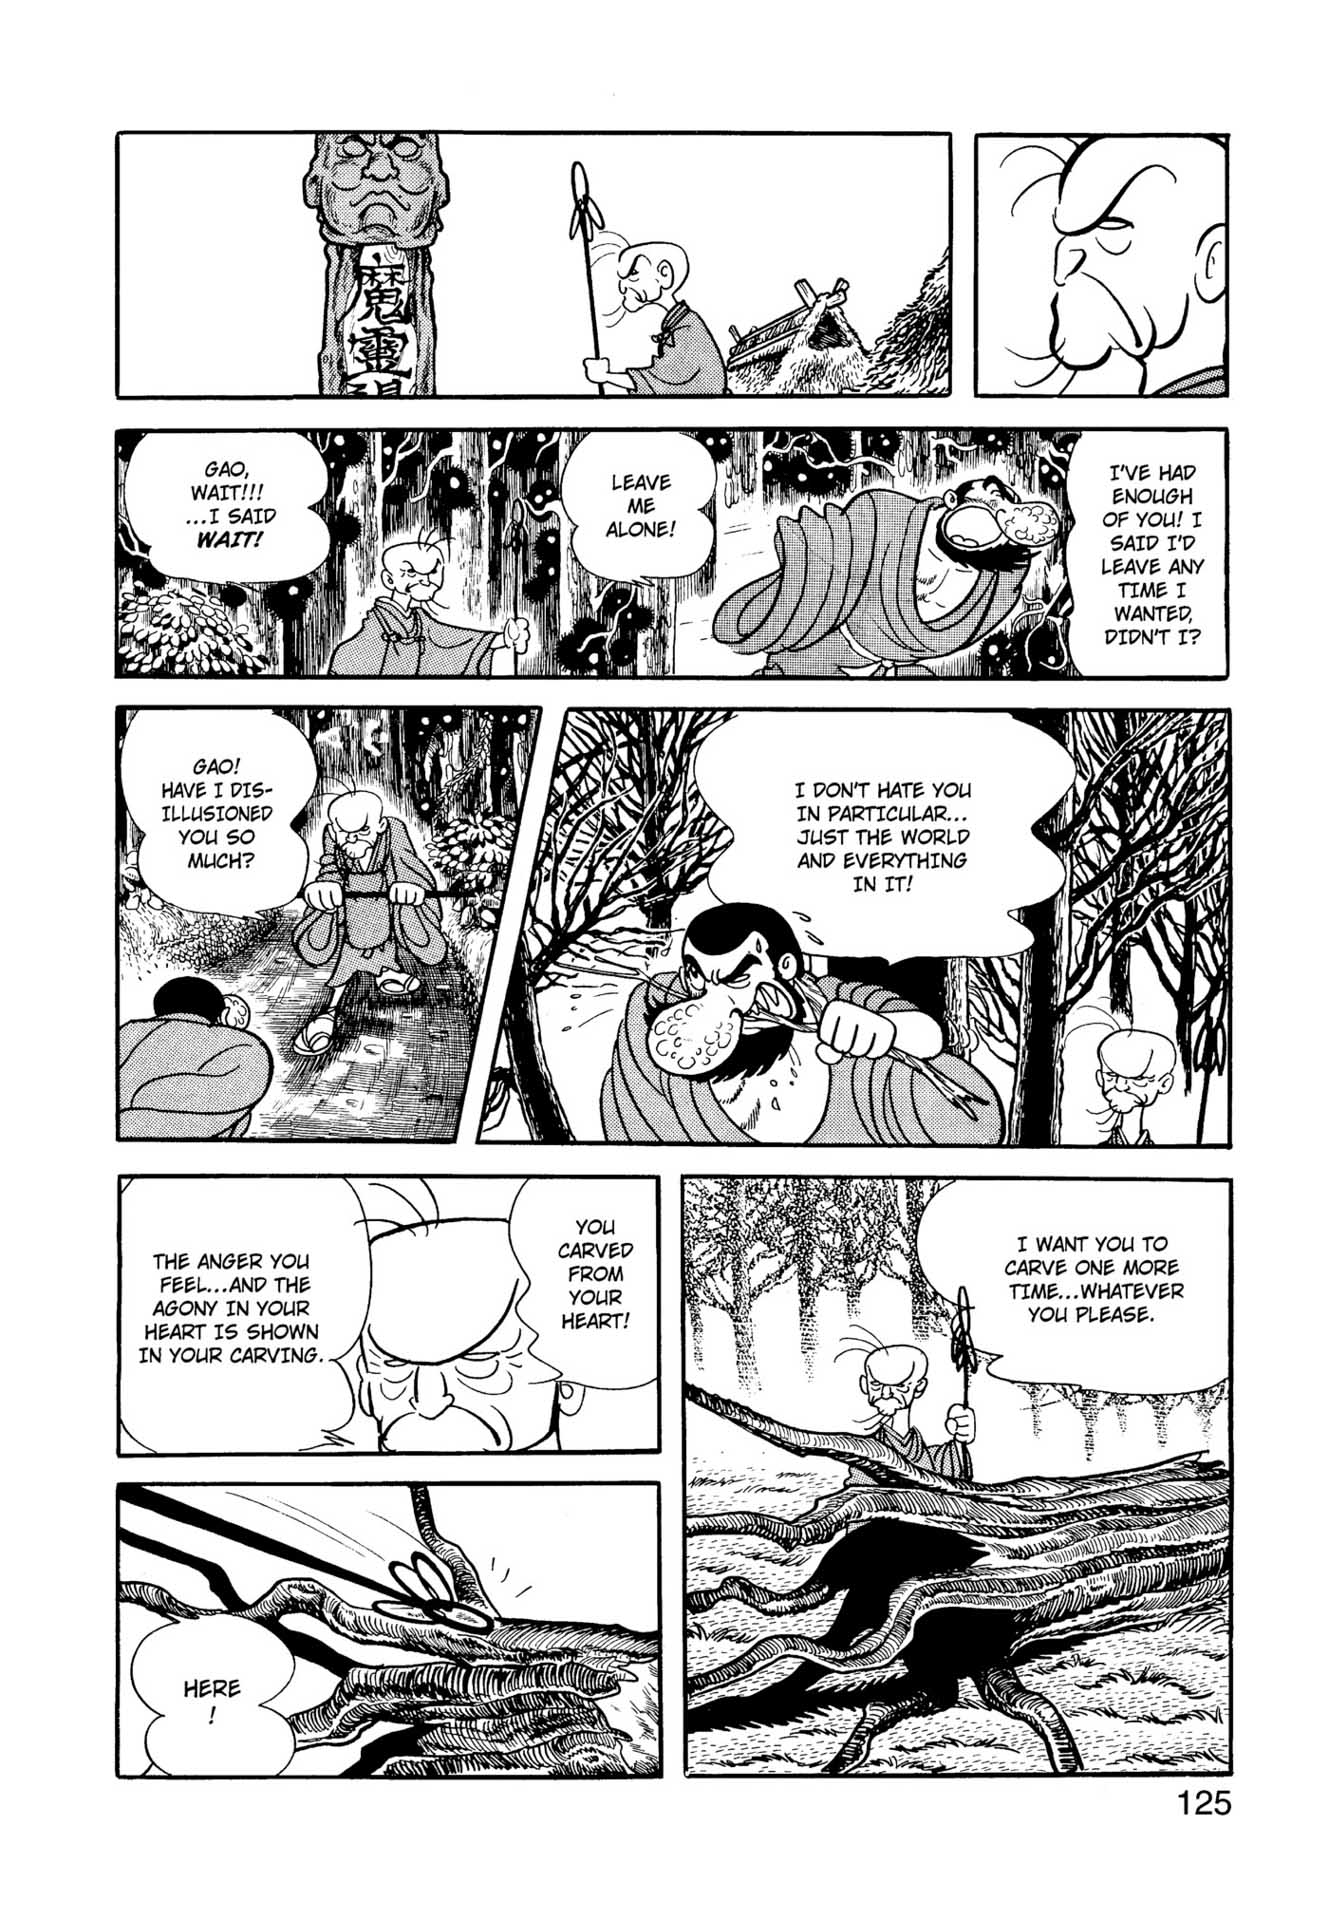 魔
靈
GAO,
WAIT!!!
...I SAID
WAIT!
LEAVE
ME
ALONE!
I'VE HAD
ENOUGH
OF YOU! I
SAID I'D
LEAVE ANY
TIME I
WANTED,
DIDN'T I?
GAO!
HAVE I DIS-
ILLUSIONED
YOU SO
MUCH?
I DON'T HATE YOU
IN PARTICULAR...
JUST THE WORLD
AND EVERYTHING
IN IT!
THE ANGER YOU
FEEL...AND THE
AGONY IN YOUR
HEART IS SHOWN
IN YOUR CARVING.
YOU
CARVED
FROM
YOUR
HEART!
HERE
!
I WANT YOU TO
CARVE ONE MORE
TIME...WHATEVER
YOU PLEASE.
125